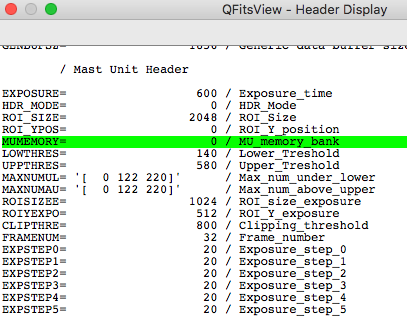 QFitsView - Header Display
/ Mast Unit Header
EXPOSURE= 600 / Exposure_time
HDR_MODE= 0 / HDR_Mode
ROI_SIZE= 2048 / ROI_Size
ROI_YPOS= 0 / ROI_Y_position
MUMEMORY= 0 / MU_memory_bank
LOWTHRES= 140 / Lower_Treshold
UPPTHRES= 580 / Upper_Treshold
MAXNUMUL= '[ 0 122 220]' / Max_num_under_lower
MAXNUMAU= '[ 0 122 220]' / Max_num_above_upper
ROISIZEE= 1024 / ROI_size_exposure
ROIYEXPO= 512 / ROI_Y_exposure
CLIPTHRE= 800 / Clipping_threshold
FRAMENUM= 32 / Frame_number
EXPSTEP0= 20 / Exposure_step_0
EXPSTEP1= 20 / Exposure_step_1
EXPSTEP2= 20 / Exposure_step_2
EXPSTEP3= 20 / Exposure_step_3
EXPSTEP4= 20 / Exposure_step_4
EXPSTEP5= 20 / Exposure_step_5